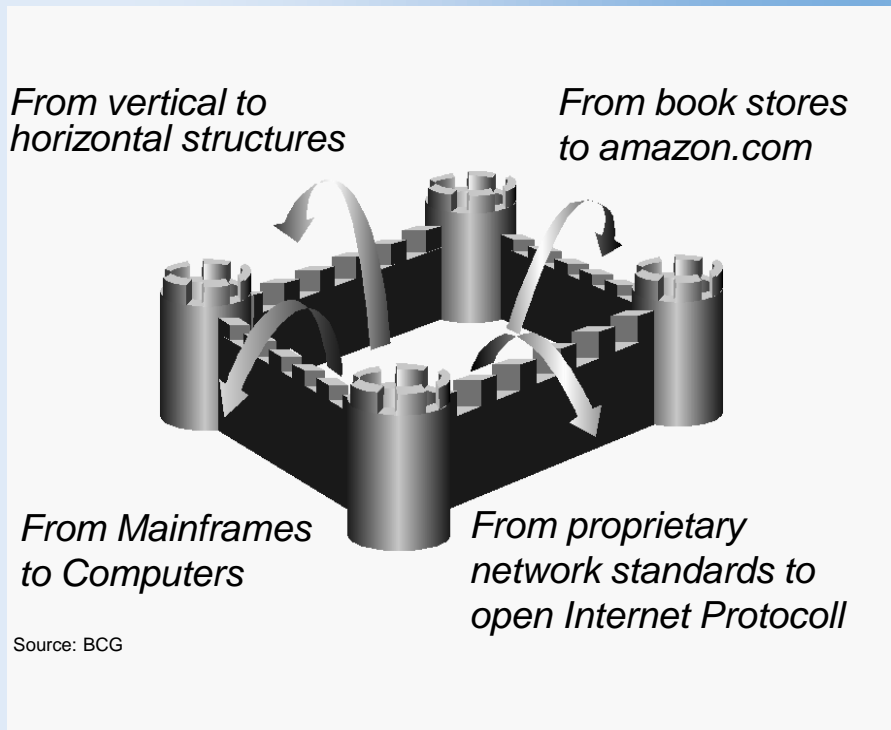 From vertical to
horizontal structures
From book stores
to amazon.com
From Mainframes
to Computers
From proprietary
network standards to
open Internet Protocoll
Source: BCG